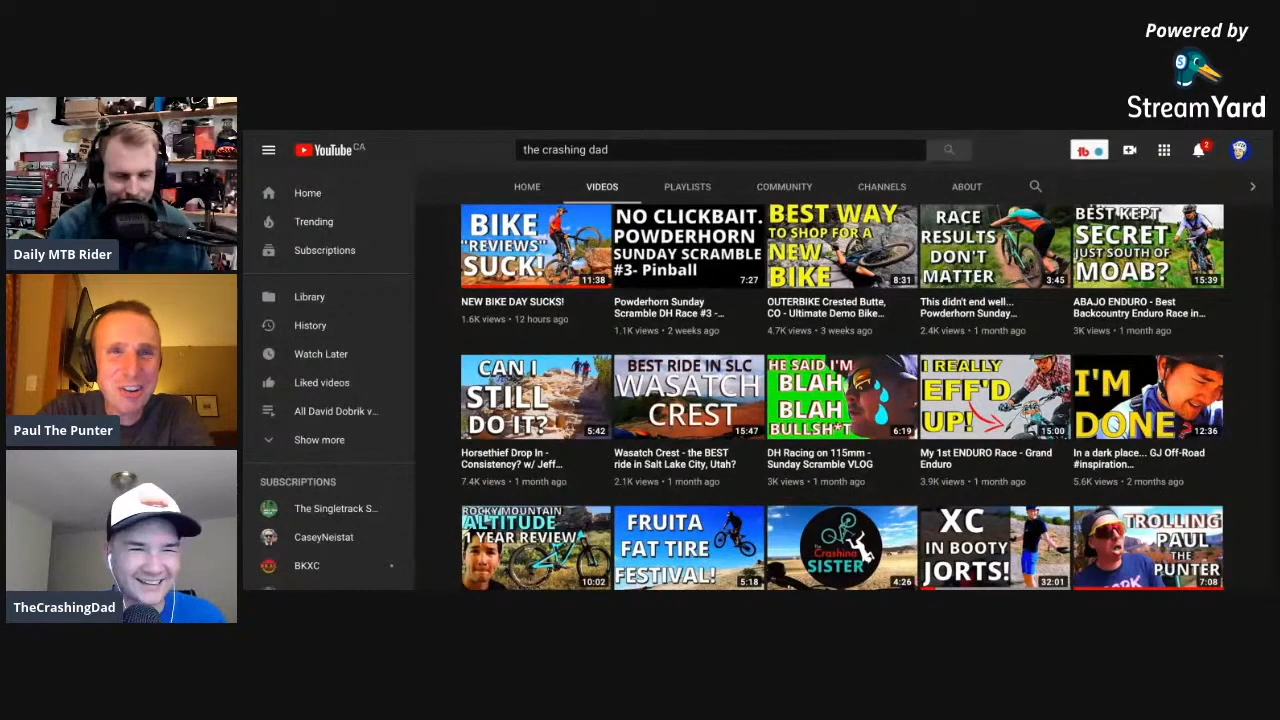 Powered by
StreamYard
YouTube CA
the crashing dad
2
HOME VIDEOS PLAYLISTS COMMUNITY CHANNELS ABOUT
Home
Trending
Subscriptions
Library
History
Watch Later
Liked videos
All David Dobrik v...
Show more
SUBSCRIPTIONS
The Singletrack S...
CaseyNeistat
BKXC
Daily MTB Rider
Paul The Punter
TheCrashingDad
BIKE
"REVIEWS"
SUCK!
11:38
NEW BIKE DAY SUCKS!
1.6K views • 12 hours ago
NO CLICKBAIT.
POWDERHORN
SUNDAY SCRAMBLE
#3- Pinball
7:27
Powderhorn Sunday
Scramble DH Race #3 -...
1.1K views • 2 weeks ago
BEST WAY
TO SHOP FOR A
NEW
BIKE
8:31
OUTERBIKE Crested Butte,
CO - Ultimate Demo Bike...
4.7K views • 3 weeks ago
RACE
RESULTS
DON'T
MATTER
3:45
This didn't end well...
Powderhorn Sunday...
2.4K views • 1 month ago
BEST KEPT
SECRET
JUST SOUTH OF
MOAB?
15:39
ABAJO ENDURO - Best
Backcountry Enduro Race in...
3K views • 1 month ago
CAN I
STILL
DO IT?
5:42
Horsethief Drop In -
Consistency? w/ Jeff...
7.4K views • 1 month ago
BEST RIDE IN SLC
WASATCH
CREST
15:47
Wasatch Crest - the BEST
ride in Salt Lake City, Utah?
2.1K views • 1 month ago
HE SAID I'M
BLAH
BLAH
BULLSH*T
6:19
DH Racing on 115mm -
Sunday Scramble VLOG
3K views • 1 month ago
I REALLY
EFF'D
UP!
15:00
My 1st ENDURO Race - Grand
Enduro
3.9K views • 1 month ago
I'M
DONE
12:36
In a dark place... GJ Off-Road
#inspiration...
5.6K views • 2 months ago
ROCKY MOUNTAIN
ALTITUDE
1 YEAR REVIEW
10:02
FRUITA
FAT TIRE
FESTIVAL!
5:18
The
Crashing
SISTER
4:26
XC
IN BOOTY
JORTS!
32:01
TROLLING
PAUL
THE
PUNTER
7:08